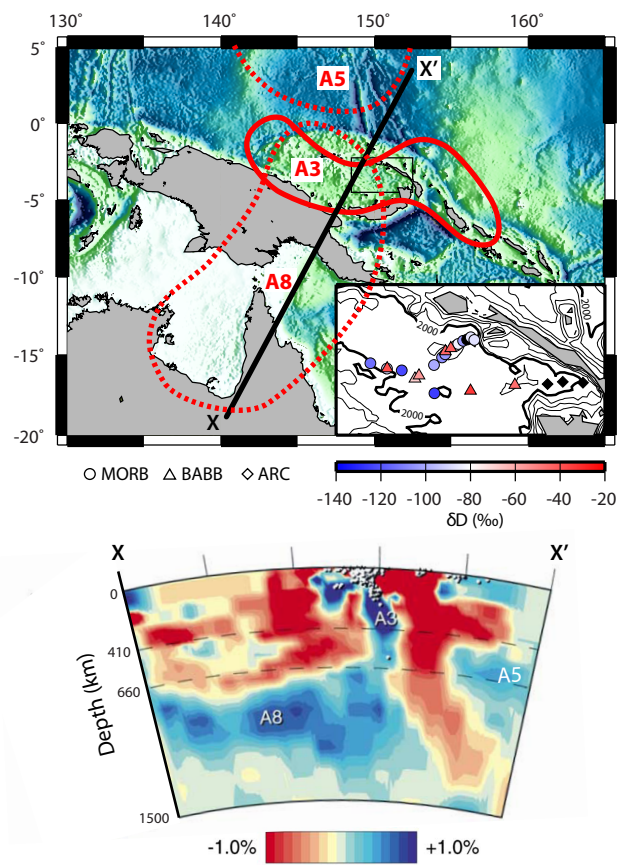 130° 140° 150° 160°
5°
0°
-5°
-10°
-15°
-20°
A5
X'
A3
A8
X
2000
2000
2000
MORB BABB ARC
-140 -120 -100 -80 -60 -40 -20
δD (‰)
X X'
0
410
660
1500
Depth (km)
A3
A5
A8
-1.0% +1.0%